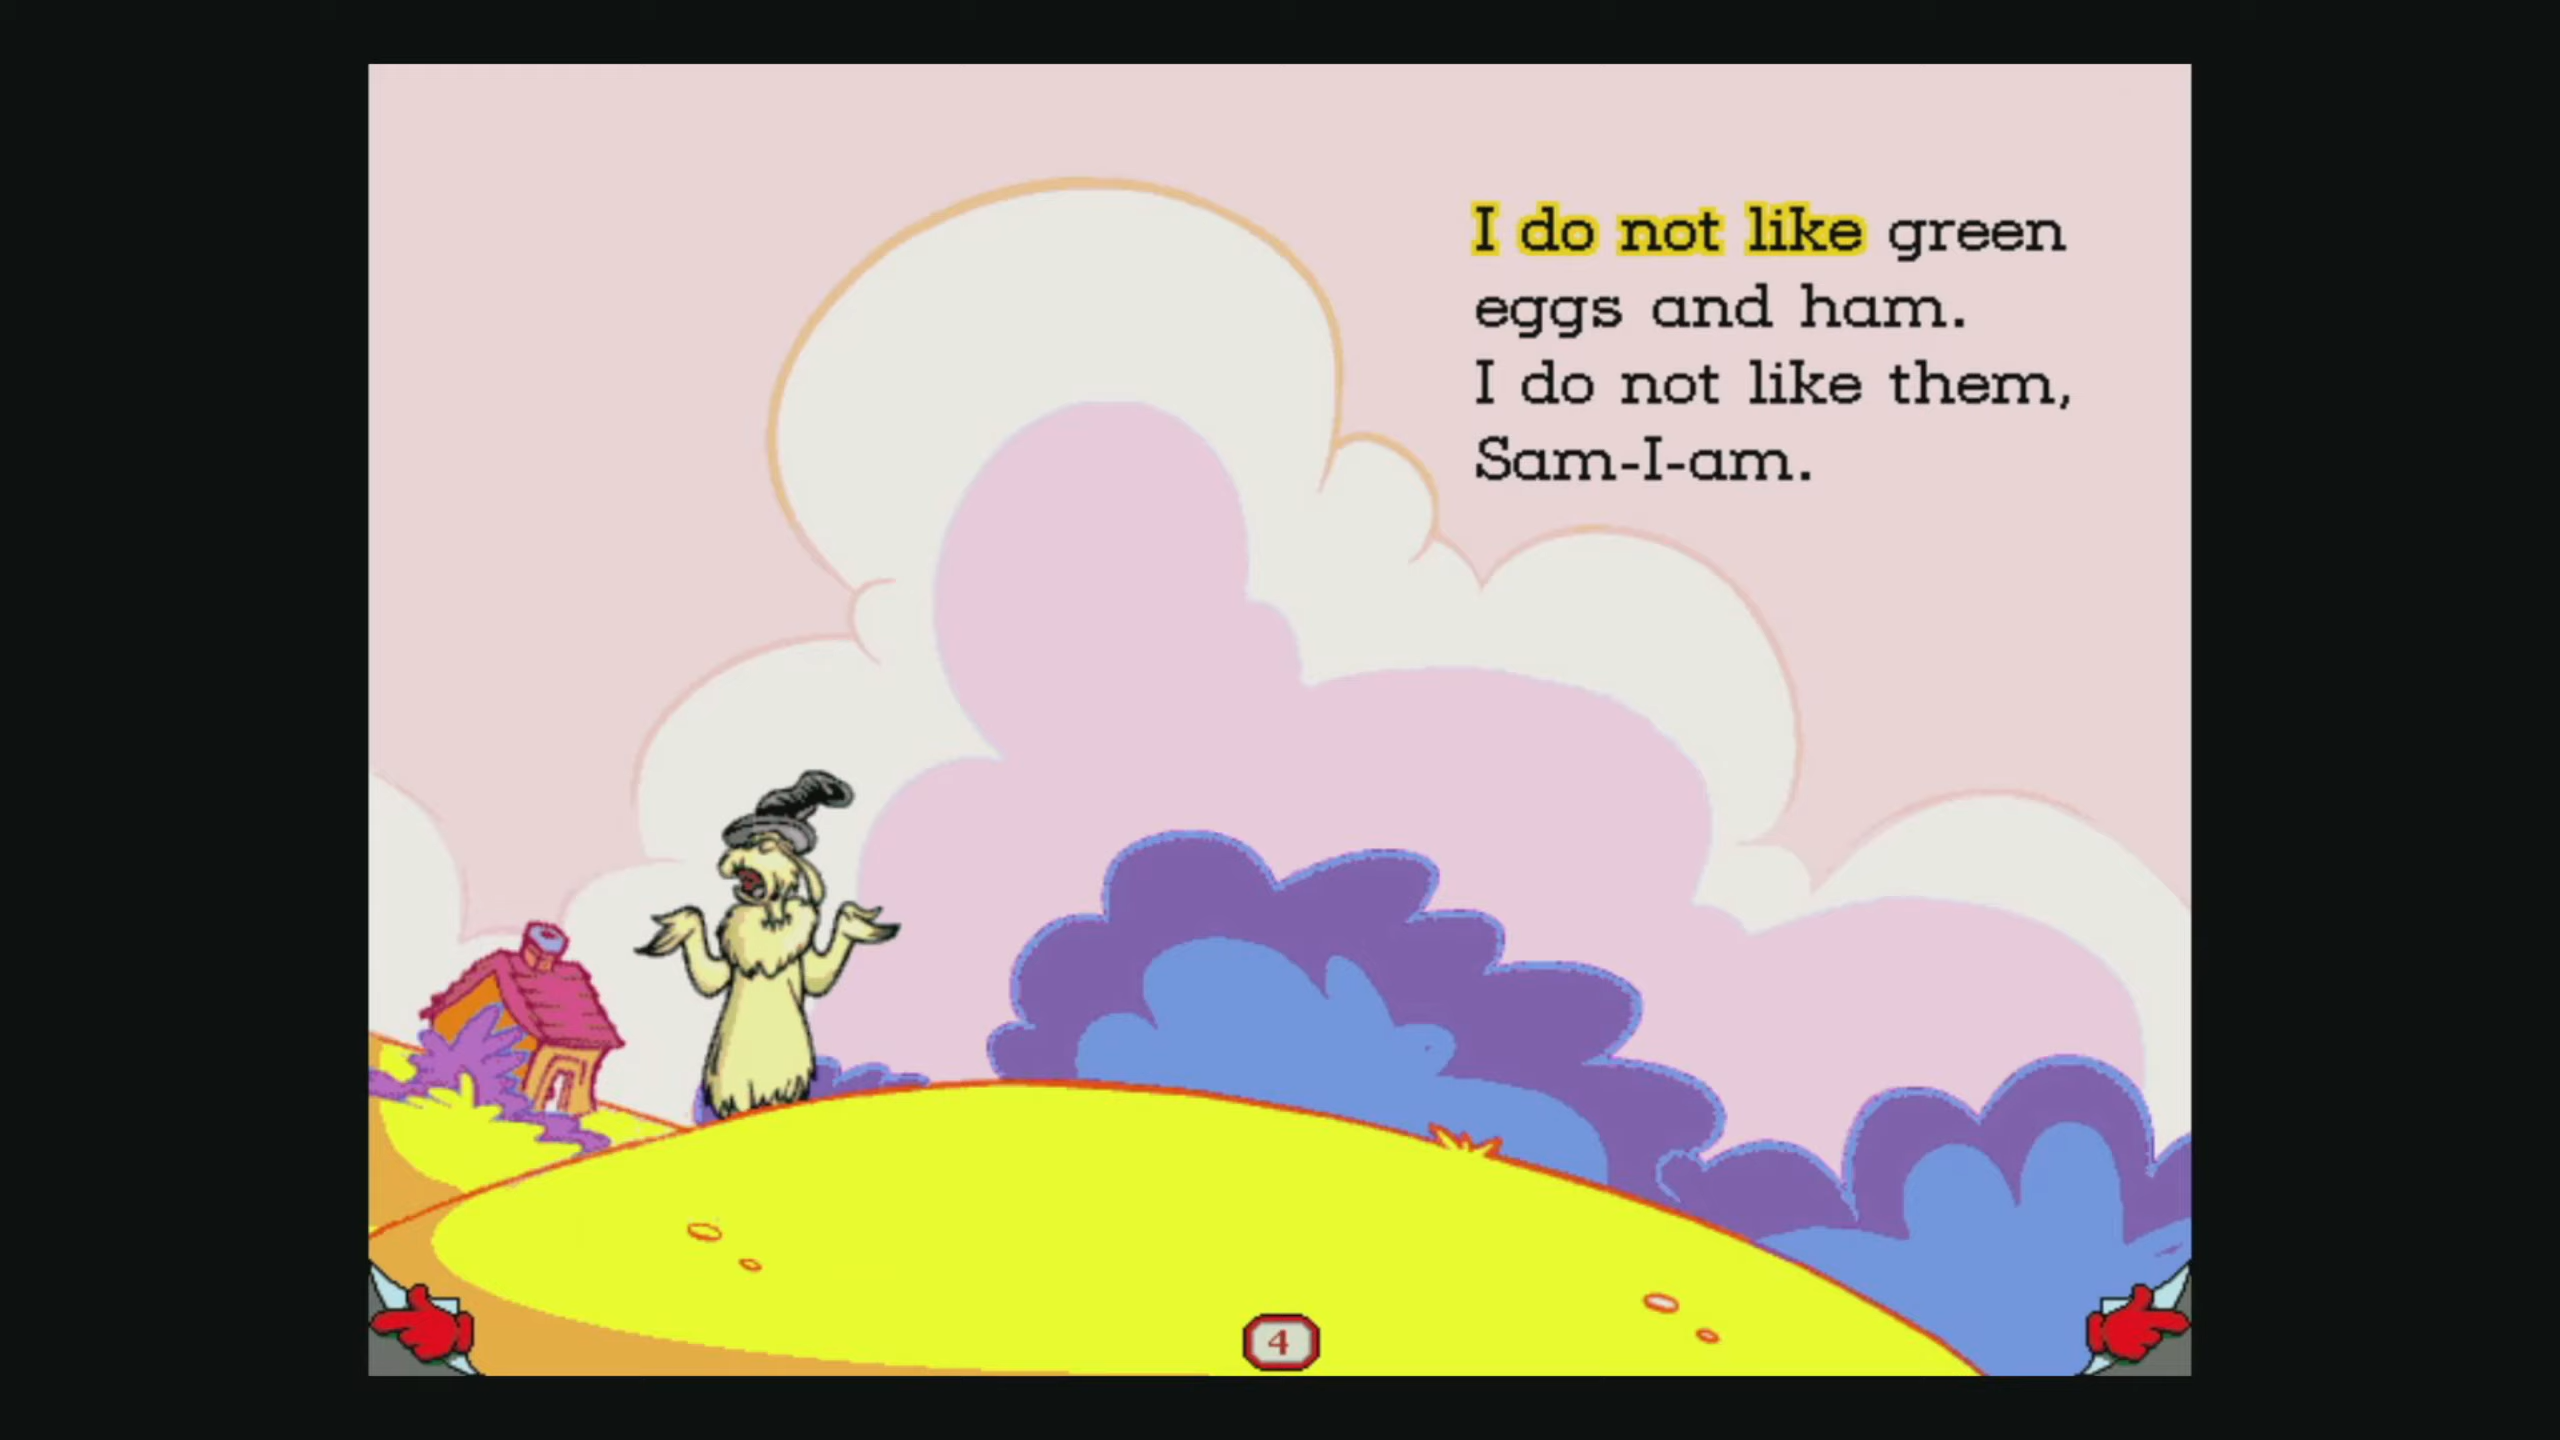 I do not like green
eggs and ham.
I do not like them,
Sam-I-am.
4